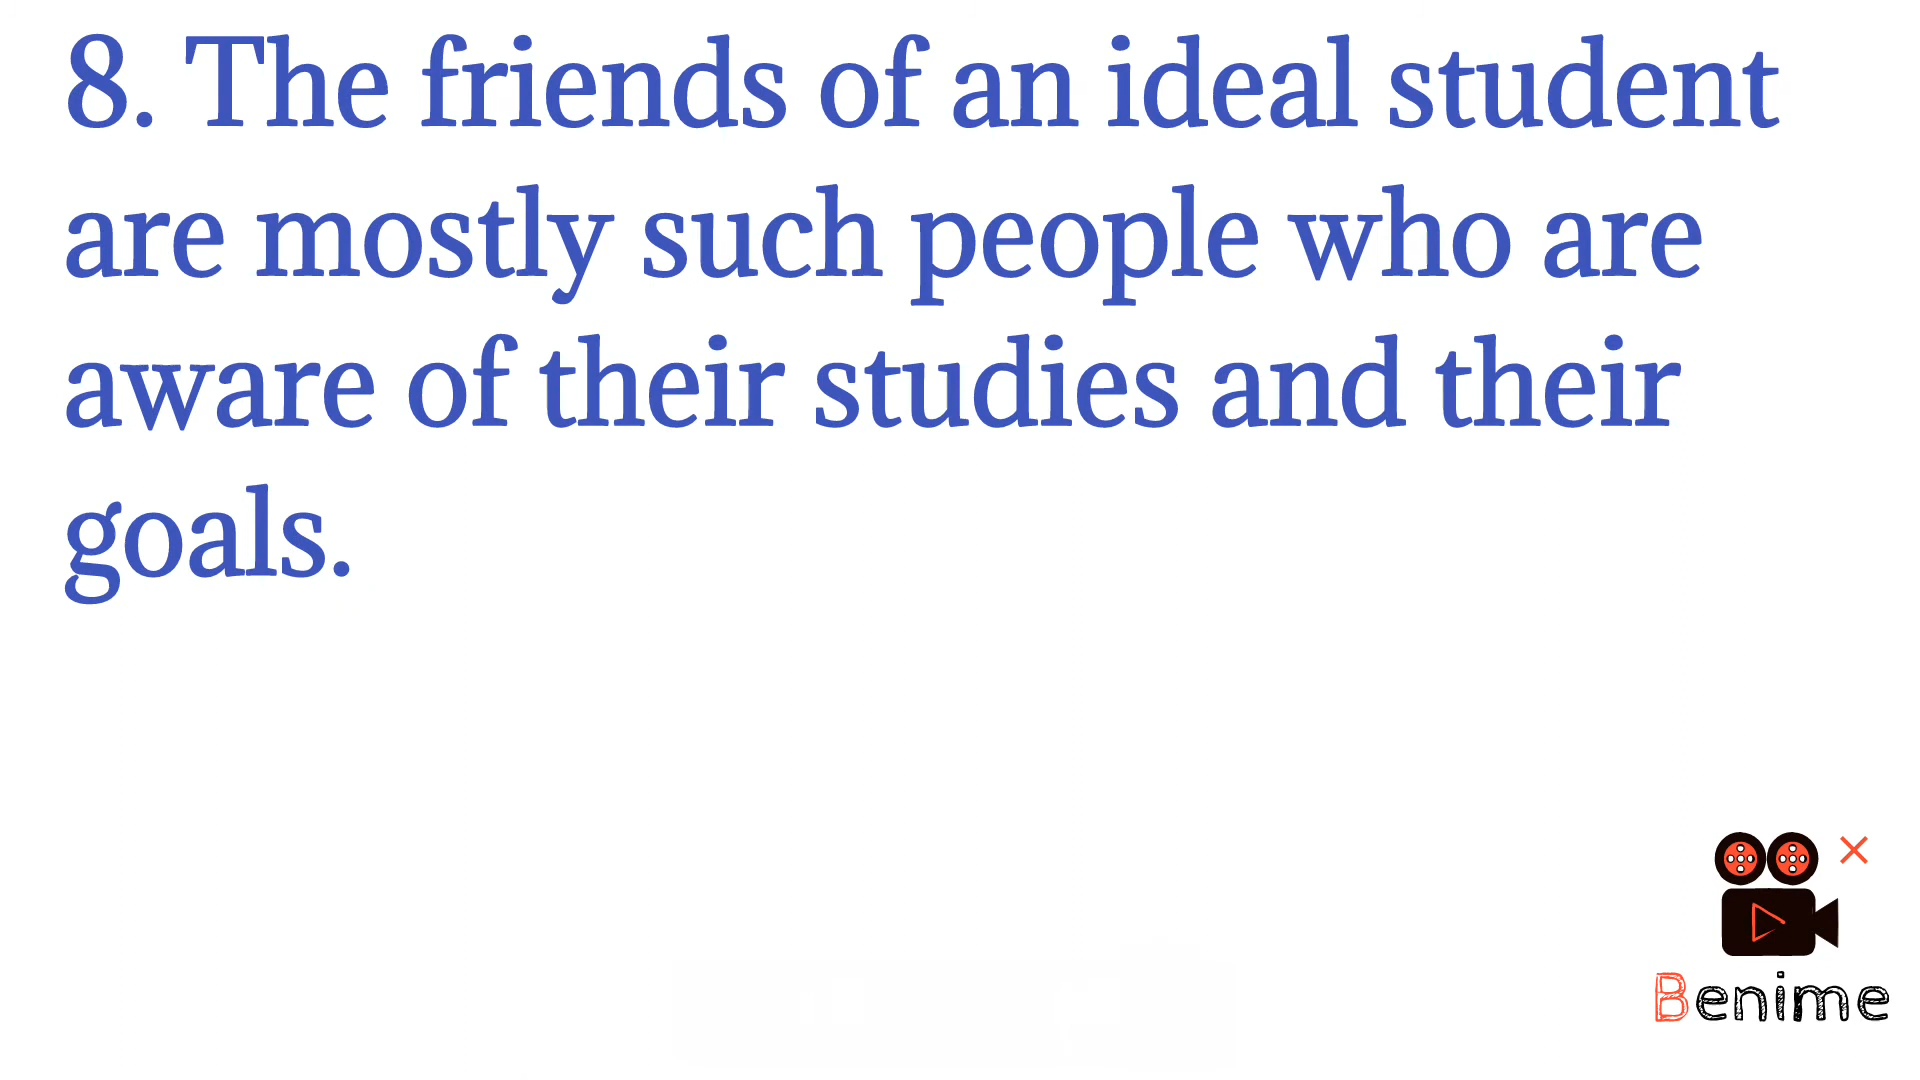 8. The friends of an ideal student
are mostly such people who are
aware of their studies and their
goals.
Benime